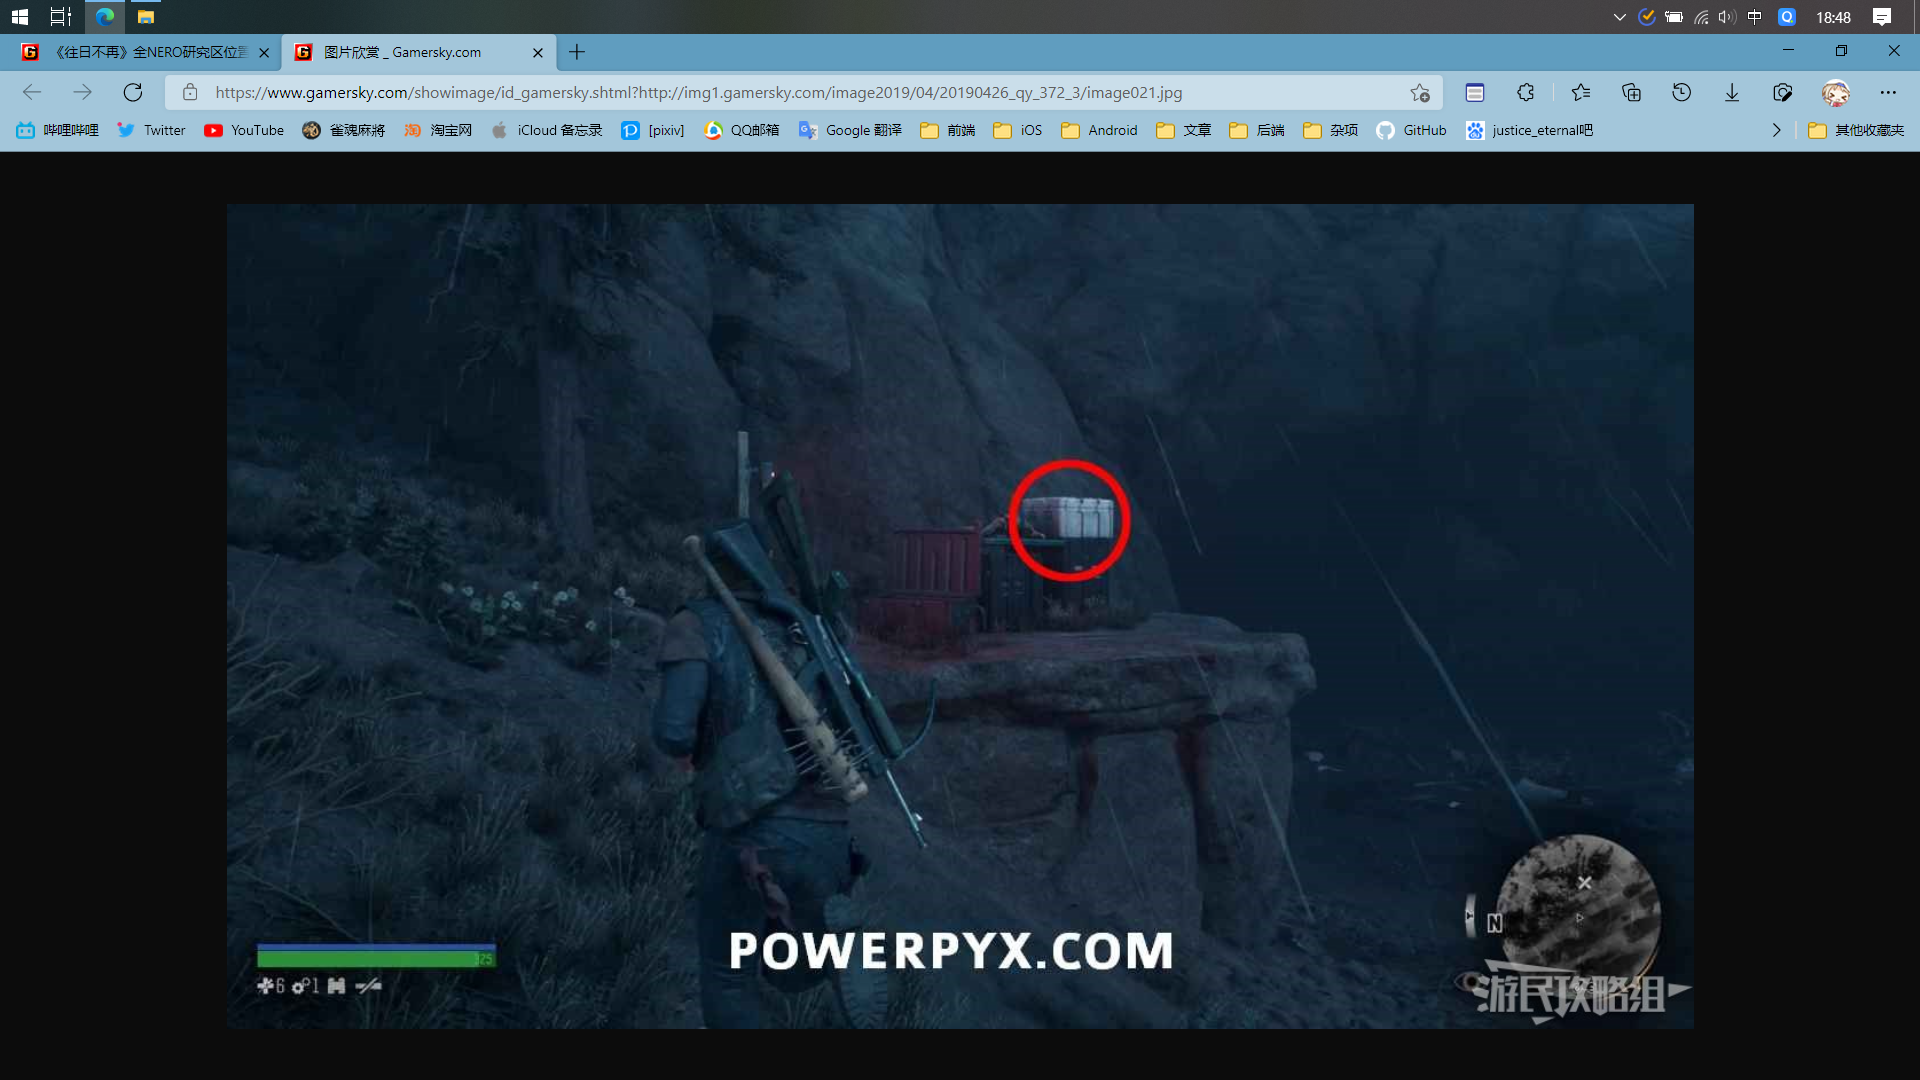 中
18:48
《往日不再》全NERO研究区位置
图片欣赏 _ Gamersky.com
https://www.gamersky.com/showimage/id_gamersky.shtml?http://img1.gamersky.com/image2019/04/20190426_qy_372_3/image021.jpg
哔哩哔哩 Twitter YouTube 雀魂麻將 淘宝网 iCloud 备忘录 [pixiv] QQ邮箱 Google 翻译 前端 iOS Android 文章 后端 杂项 GitHub justice_eternal吧 其他收藏夹
N
325
POWERPYX.COM
6 1
游民攻略组